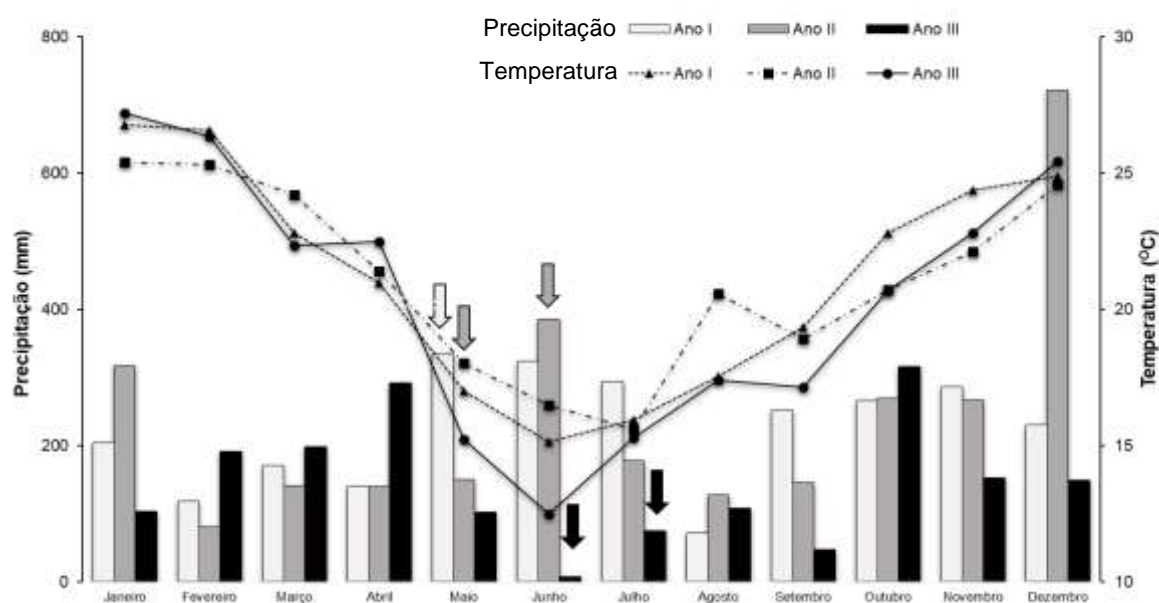 Precipitação Ano I Ano II Ano III
Temperatura Ano I Ano II Ano III
800
600
400
200
0
Precipitação (mm)
30
25
20
15
10
Temperatura (ºC)
Janeiro Fevereiro Março Abril Maio Junho Julho Agosto Setembro Outubro Novembro Dezembro